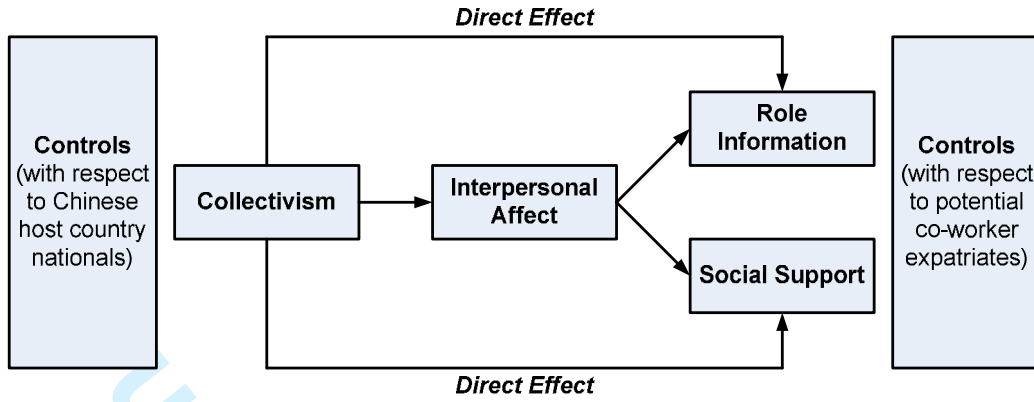 Direct Effect
Controls
(with respect
to Chinese
host country
nationals)
Collectivism
Interpersonal
Affect
Role
Information
Social Support
Controls
(with respect
to potential
co-worker
expatriates)
Direct Effect